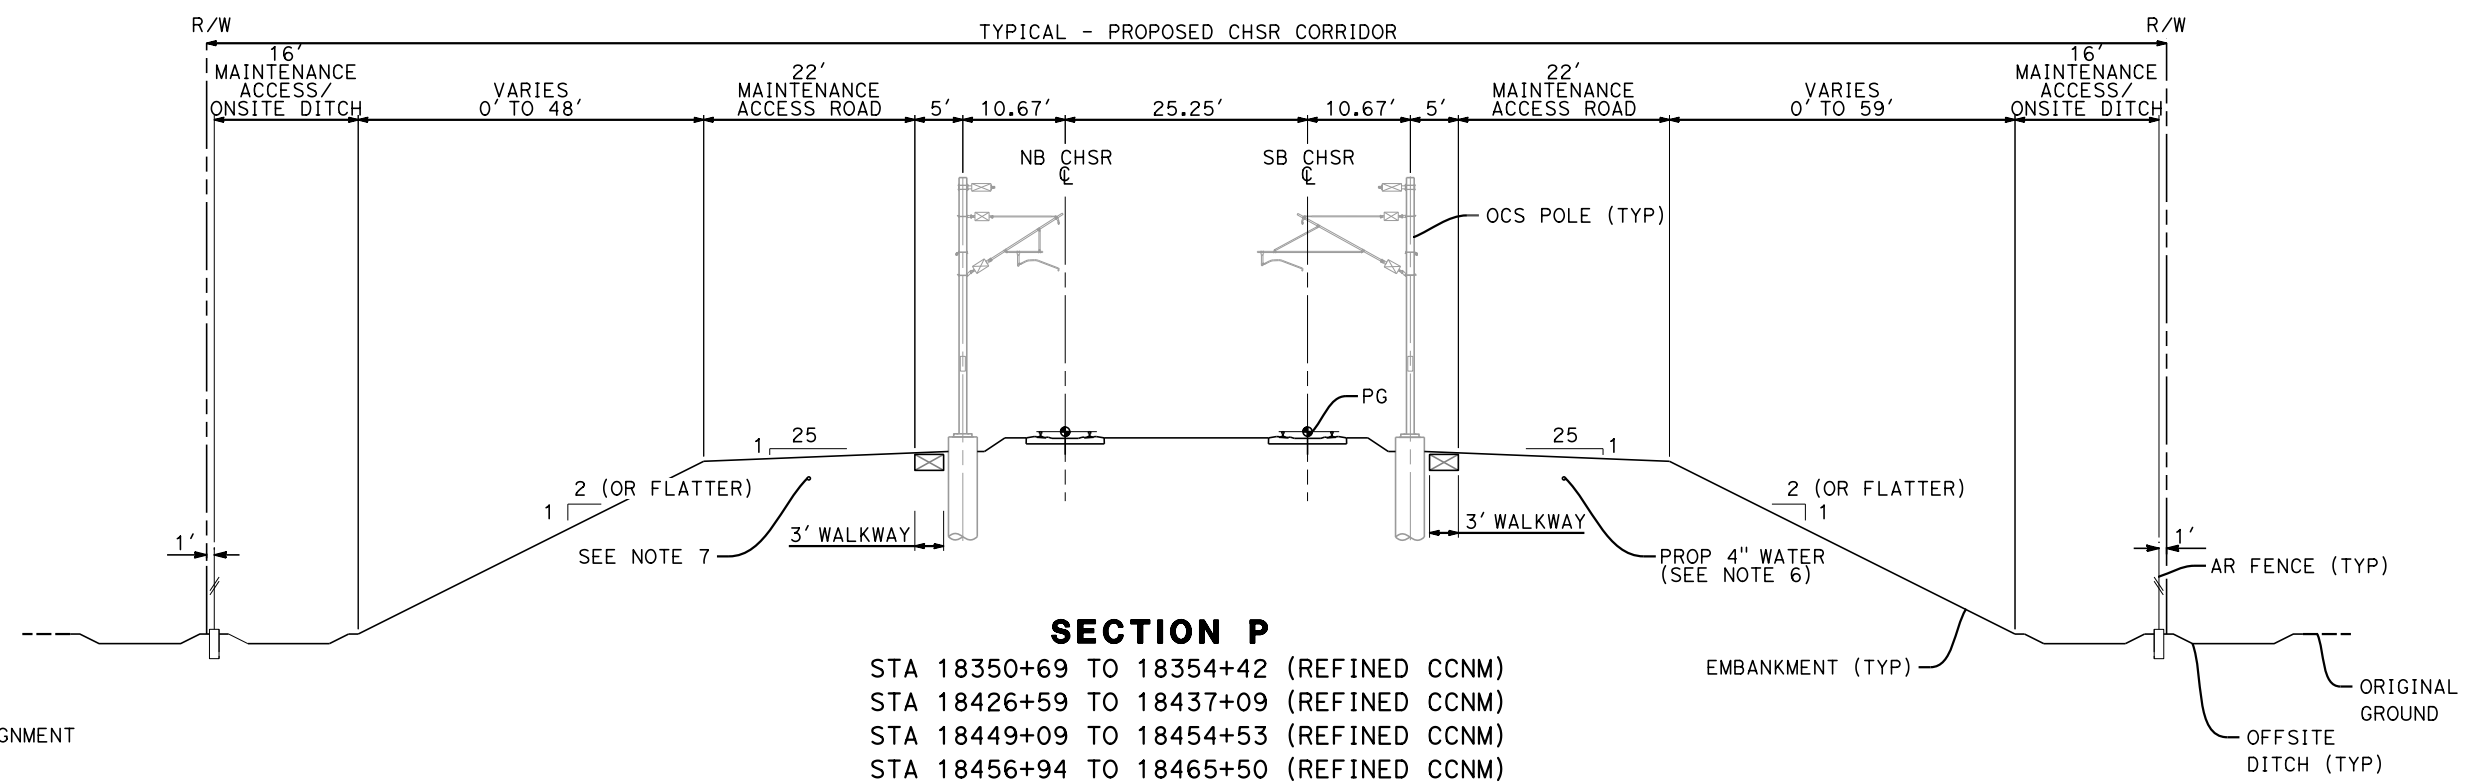 R/W
TYPICAL - PROPOSED CHSR CORRIDOR
R/W
16'
MAINTENANCE
ACCESS/
ONSITE DITCH
VARIES
0' TO 48'
22'
MAINTENANCE
ACCESS ROAD
5'
10.67'
25.25'
10.67'
5'
22'
MAINTENANCE
ACCESS ROAD
VARIES
0' TO 59'
16'
MAINTENANCE
ACCESS/
ONSITE DITCH
NB CHSR
℄
SB CHSR
℄
OCS POLE (TYP)
PG
1
25
25
1
2 (OR FLATTER)
1
2 (OR FLATTER)
1
3' WALKWAY
3' WALKWAY
SEE NOTE 7
PROP 4" WATER
(SEE NOTE 6)
1'
1'
AR FENCE (TYP)
SECTION P
STA 18350+69 TO 18354+42 (REFINED CCNM)
STA 18426+59 TO 18437+09 (REFINED CCNM)
STA 18449+09 TO 18454+53 (REFINED CCNM)
STA 18456+94 TO 18465+50 (REFINED CCNM)
EMBANKMENT (TYP)
ORIGINAL
GROUND
OFFSITE
DITCH (TYP)
GNMENT